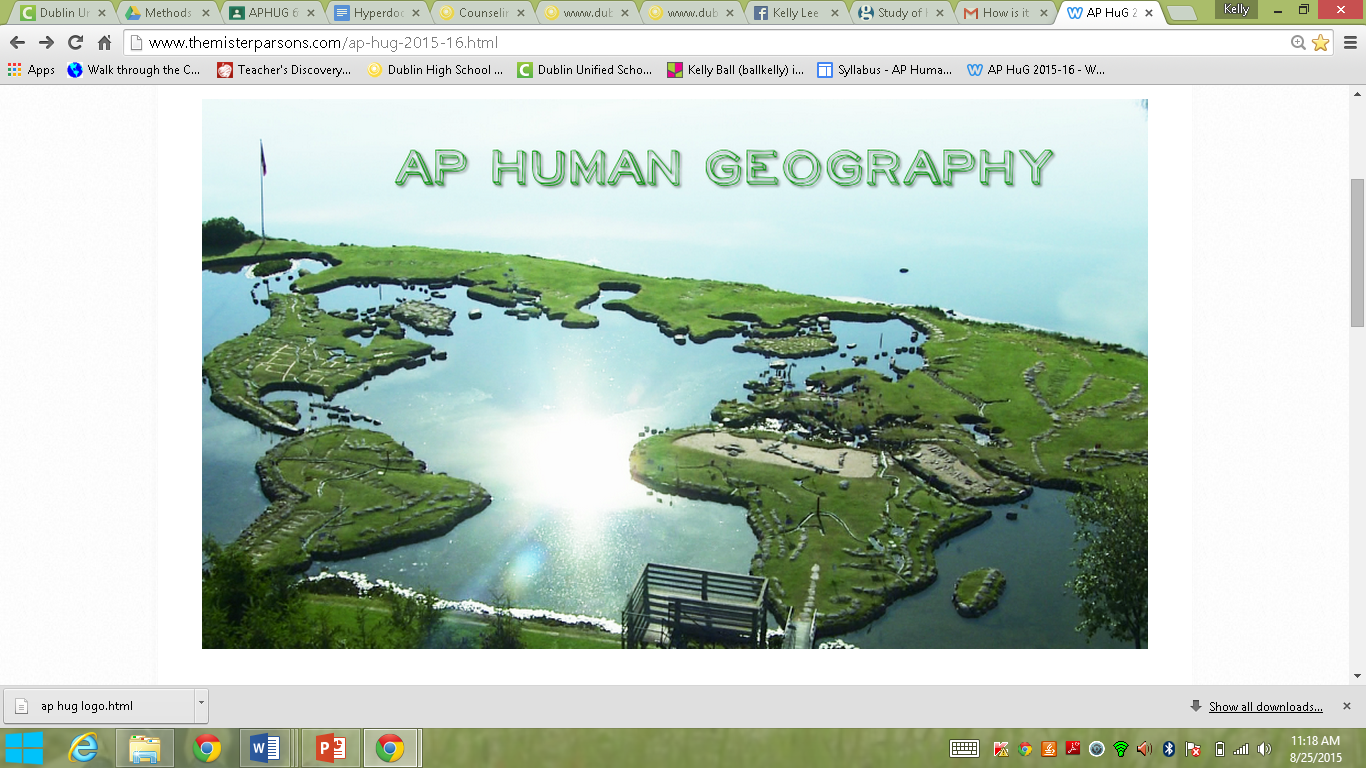 Dublin Ur
Methods
APHUG 6
Hyperdoc
Counselin
www.dub
www.dub
Kelly Lee
Study of H
How is it
AP HuG 2
Kelly
www.themisterparsons.com/ap-hug-2015-16.html
Apps
Walk through the C...
Teacher's Discovery...
Dublin High School ...
Dublin Unified Scho...
Kelly Ball (ballkelly) i...
Syllabus - AP Huma...
AP HuG 2015-16 - W...
AP HUMAN GEOGRAPHY
ap hug logo.html
Show all downloads...
11:18 AM
8/25/2015